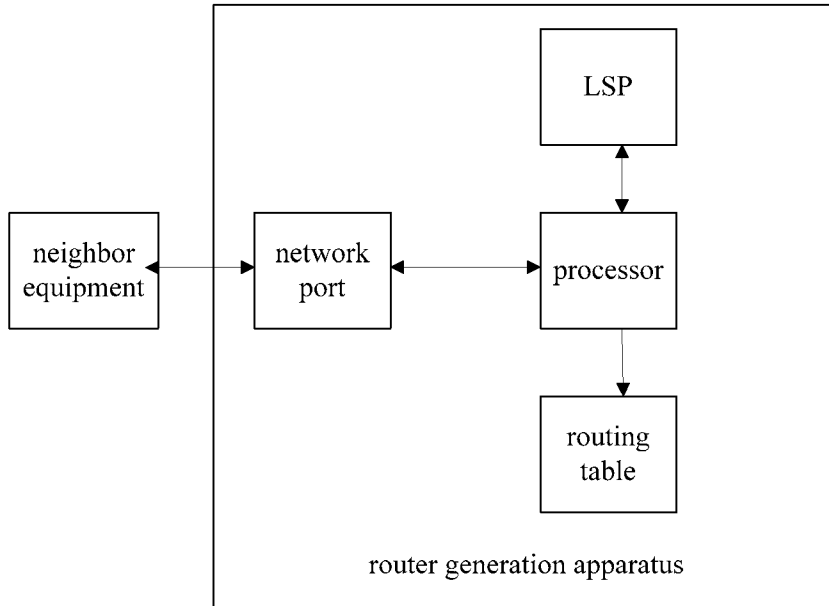 LSP
neighbor
equipment
network
port
processor
routing
table
router generation apparatus